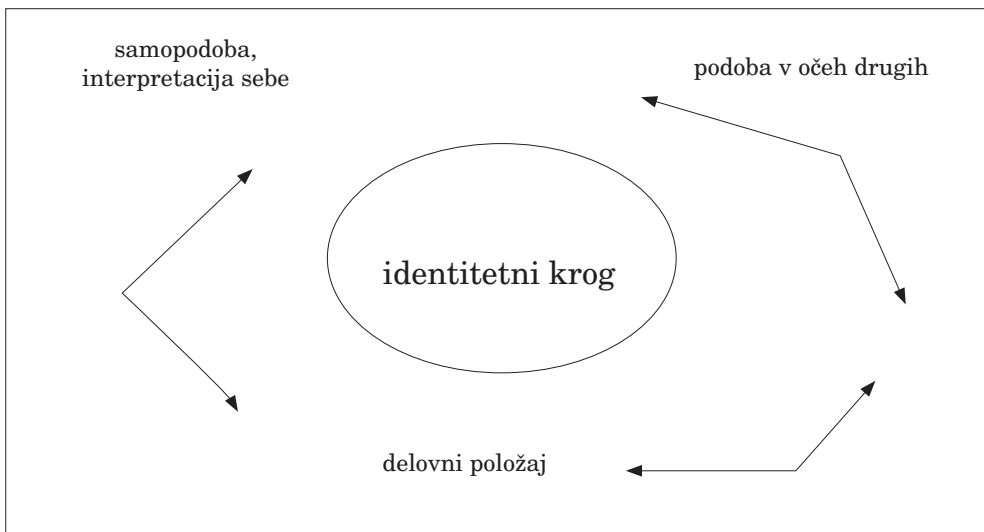 samopodoba,
interpretacija sebe
podoba v očeh drugih
identitetni krog
delovni položaj